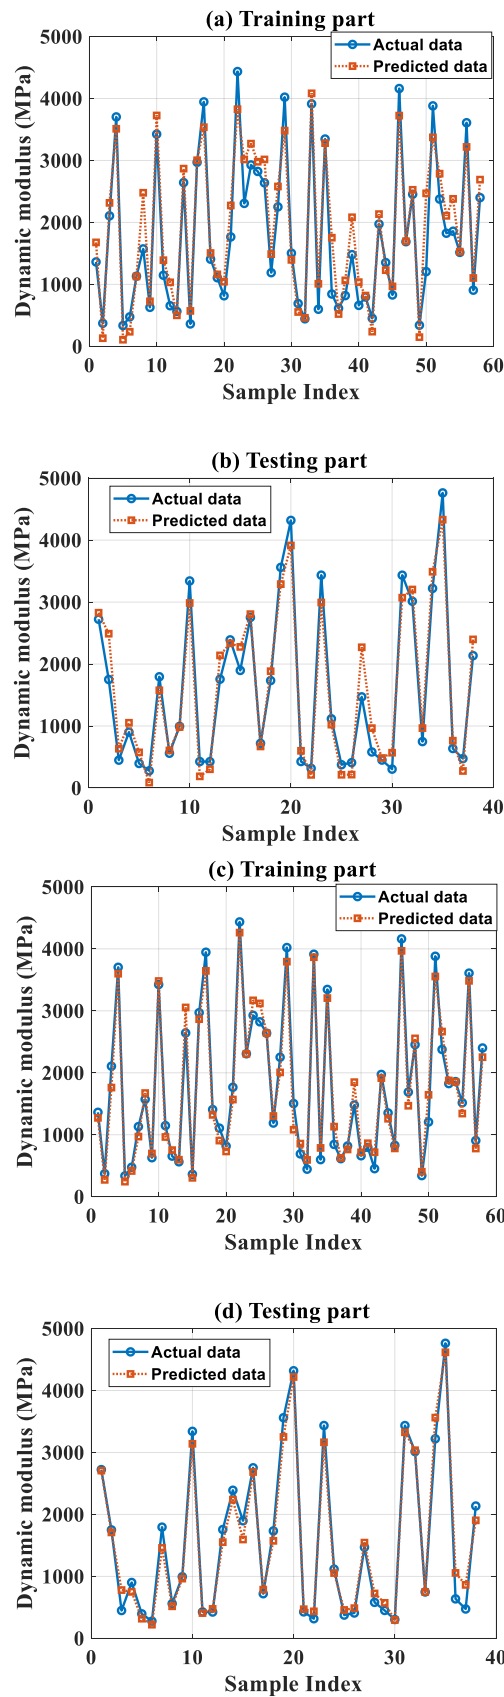 (a) Training part
Actual data
Predicted data
Dynamic modulus (MPa)
5000
4000
3000
2000
1000
0
0 10 20 30 40 50 60
Sample Index
(b) Testing part
Actual data
Predicted data
Dynamic modulus (MPa)
5000
4000
3000
2000
1000
0
0 10 20 30 40
Sample Index
(c) Training part
Actual data
Predicted data
Dynamic modulus (MPa)
5000
4000
3000
2000
1000
0
0 10 20 30 40 50 60
Sample Index
(d) Testing part
Actual data
Predicted data
Dynamic modulus (MPa)
5000
4000
3000
2000
1000
0
0 10 20 30 40
Sample Index